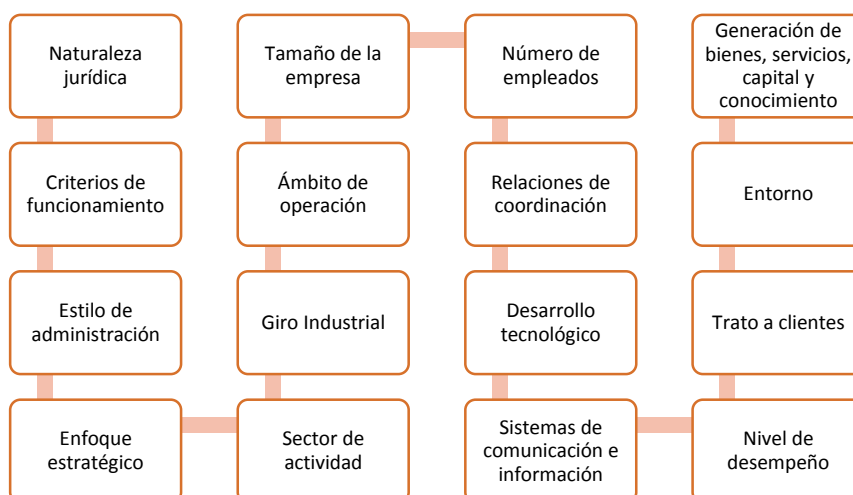 Naturaleza
jurídica
Criterios de
funcionamiento
Estilo de
administración
Enfoque
estratégico
Sector de
actividad
Giro Industrial
Ámbito de
operación
Tamaño de la
empresa
Número de
empleados
Relaciones de
coordinación
Desarrollo
tecnológico
Sistemas de
comunicación e
información
Nivel de
desempeño
Trato a clientes
Entorno
Generación de
bienes, servicios,
capital y
conocimiento